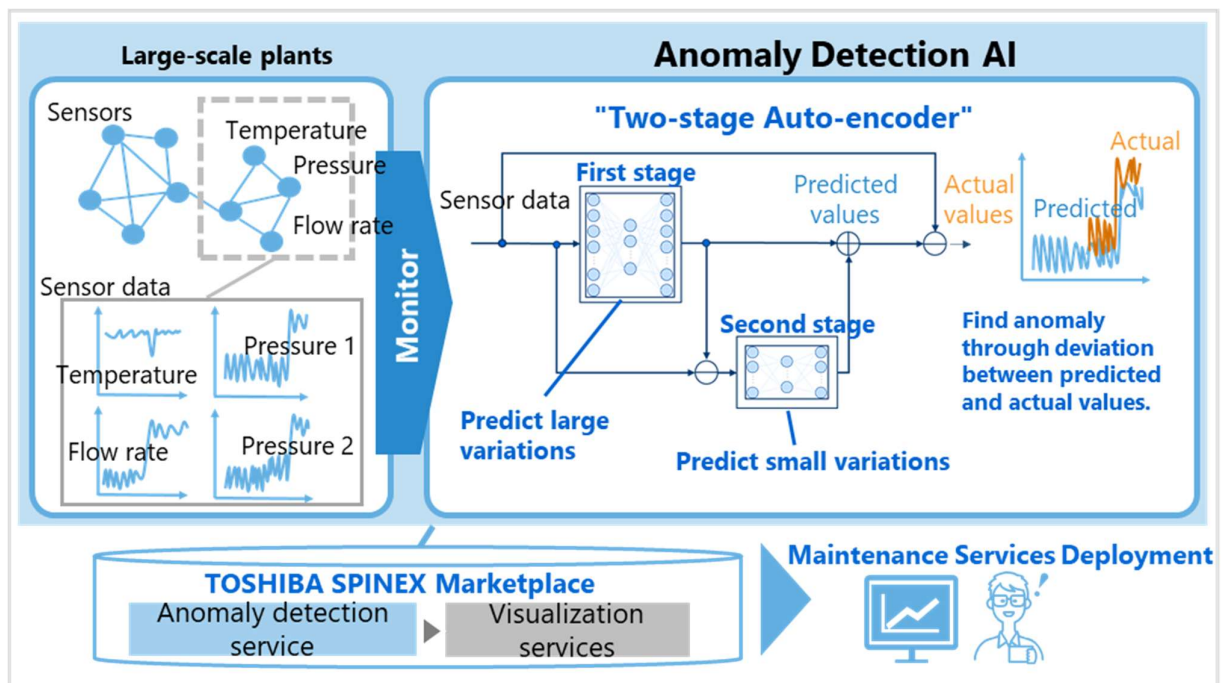 Large-scale plants
Sensors
Temperature
Pressure
Flow rate
Sensor data
Temperature
Pressure 1
Flow rate
Pressure 2
Monitor
Anomaly Detection AI
"Two-stage Auto-encoder"
First stage
Sensor data
Predicted
values
Actual
values
Actual
Predicted
Second stage
Predict large
variations
Predict small variations
Find anomaly
through deviation
between predicted
and actual values.
TOSHIBA SPINEX Marketplace
Anomaly detection
service
Visualization
services
Maintenance Services Deployment